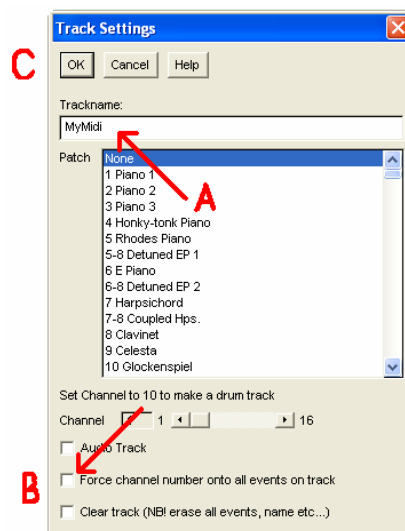 Track Settings
C
OK Cancel Help
Trackname:
MyMidi
Patch None
1 Piano 1
A
2 Piano 2
3 Piano 3
4 Honky-tonk Piano
5 Rhodes Piano
5-8 Detuned EP 1
6 E Piano
6-8 Detuned EP 2
7 Harpsichord
7-8 Coupled Hps.
8 Clavinet
9 Celesta
10 Glockenspiel
Set Channel to 10 to make a drum track
Channel 1 16
Audio Track
B
Force channel number onto all events on track
Clear track (NB! erase all events, name etc...)